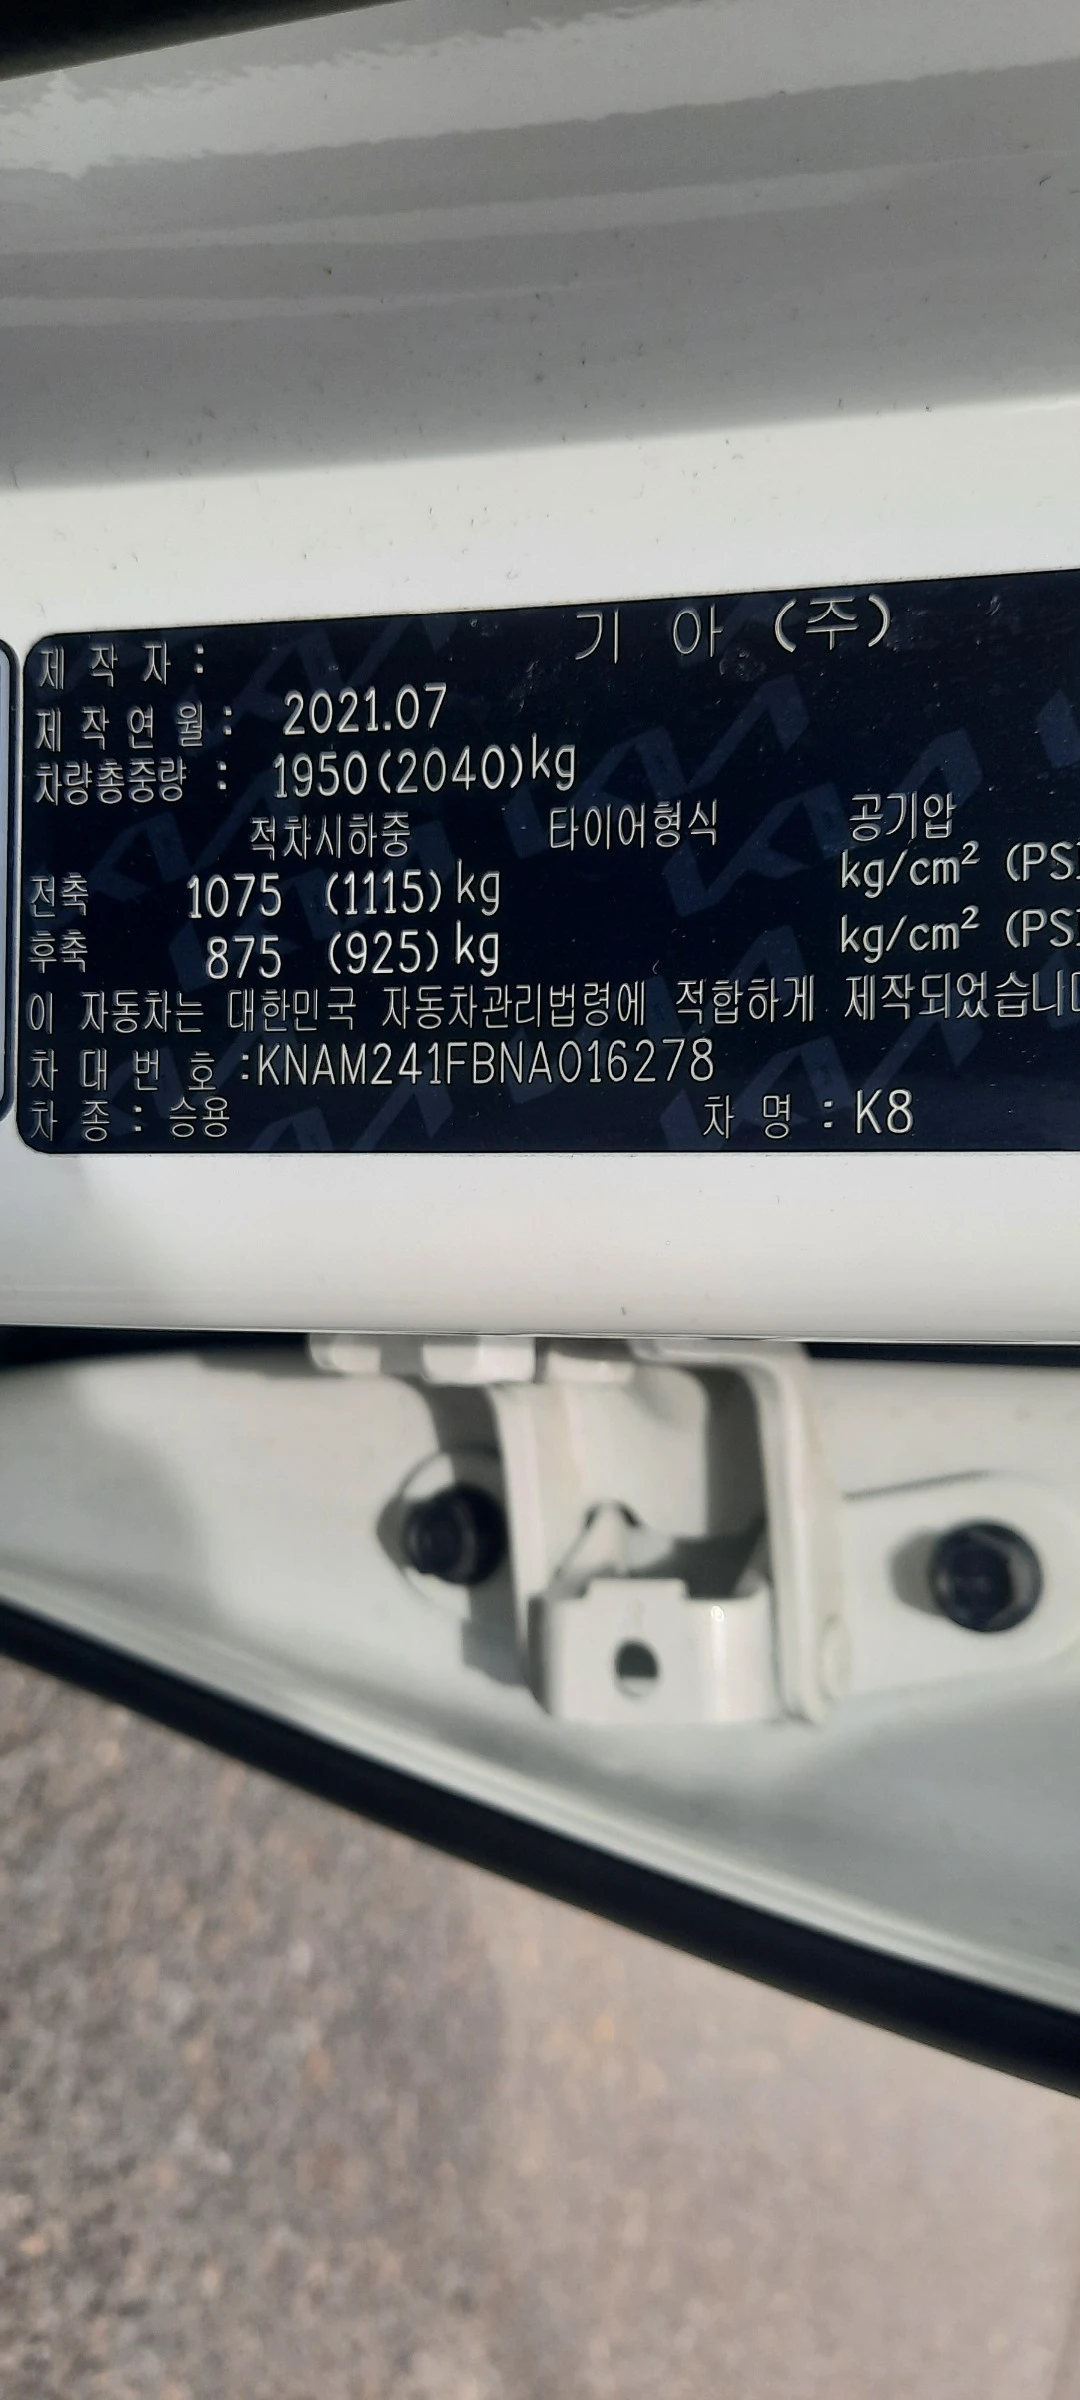 제 작 자 : 기 아 (주)
제 작 연 월 : 2021.07
차량총중량 : 1950(2040)kg
적차시하중 타이어형식 공기압
전축 1075 (1115) kg kg/cm² (PSI
후축 875 (925) kg kg/cm² (PSI
이 자동차는 대한민국 자동차관리법령에 적합하게 제작되었습니다
차 대 번 호 :KNAM241FBNA016278
차 종 : 승용 차 명 : K8